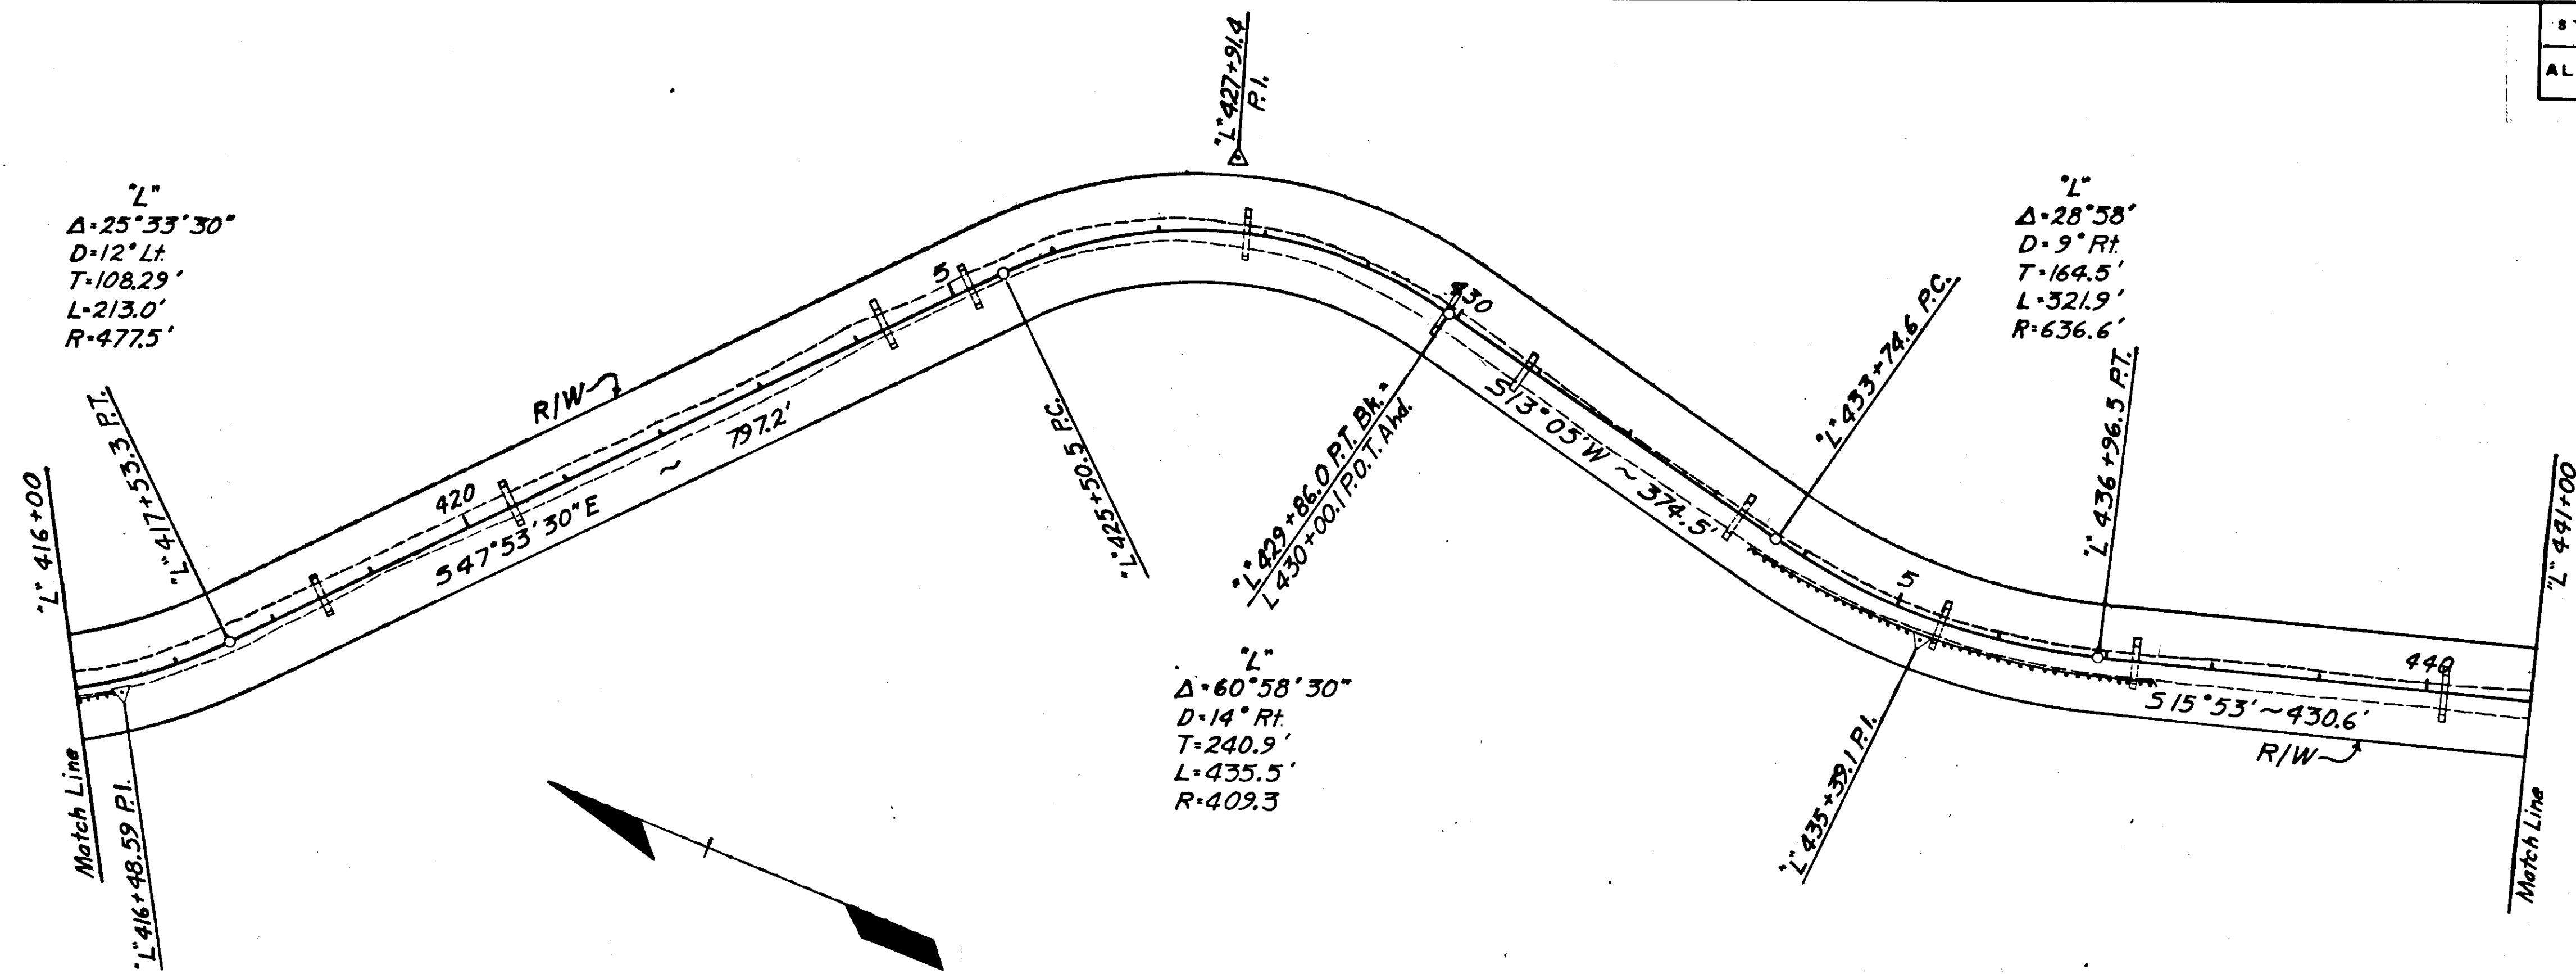 S
AL
"L" 427+91.4
P.I.
"L"
Δ=25°33'30"
D=12° Lt.
T=108.29'
L=213.0'
R=477.5'
"L"
Δ=28°58'
D=9° Rt.
T=164.5'
L=321.9'
R=636.6'
"L" 416+00
"L" 417+53.3 P.T.
R/W
420
S 47°53'30" E ~ 797.2'
5
"L" 425+50.5 P.C.
430
"L" 429+86.0 P.T. Bk. =
L 430+00.1 P.O.T. Ahd.
S 13°05' W ~ 374.5'
"L" 433+74.6 P.C.
5
"L" 436+96.5 P.T.
440
S 15°53' ~ 430.6'
R/W
"L" 441+00
Match Line
"L" 416+48.59 P.I.
"L"
Δ=60°58'30"
D=14° Rt.
T=240.9'
L=435.5'
R=409.3
"L" 435+39.1 P.I.
Match Line